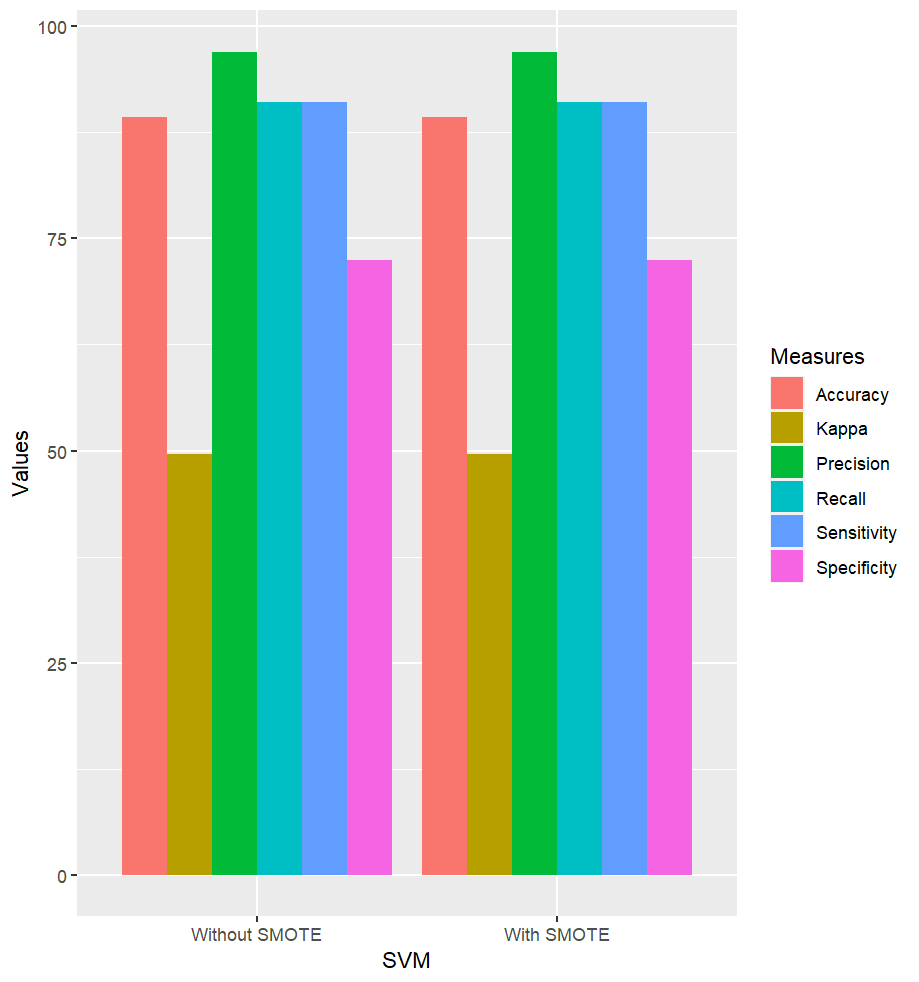 100
75
50
25
0
Values
Without SMOTE
With SMOTE
SVM
Measures
Accuracy
Kappa
Precision
Recall
Sensitivity
Specificity